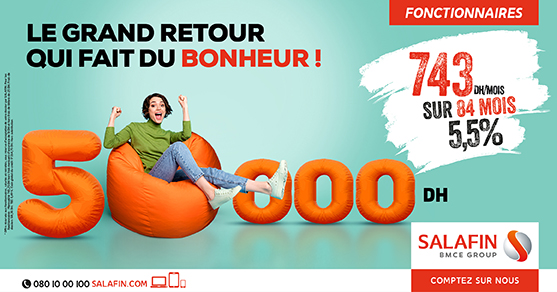 FONCTIONNAIRES
LE GRAND RETOUR
QUI FAIT DU BONHEUR !
743 DH/MOIS
SUR 84 MOIS
5,5%
50 000 DH
SALAFIN
BMCE GROUP
COMPTEZ SUR NOUS
080 10 00 100 SALAFIN.COM